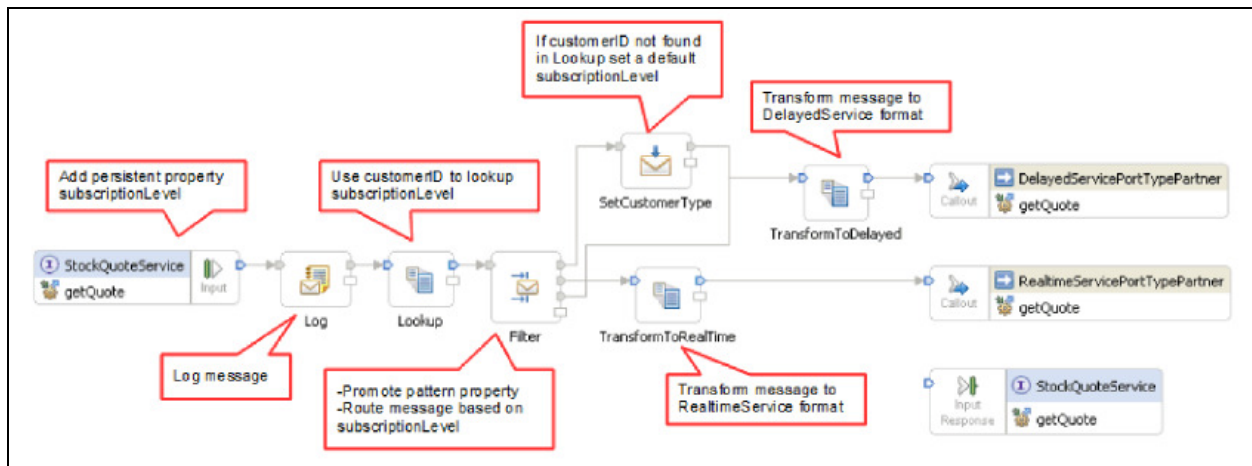 If customerID not found
in Lookup set a default
subscriptionLevel
Transform message to
DelayedService format
Add persistent property
subscriptionLevel
Use customerID to lookup
subscriptionLevel
SetCustomerType
TransformToDelayed
Callout
DelayedServicePortTypePartner
getQuote
StockQuoteService
getQuote
Input
Log
Lookup
Filter
TransformToRealTime
Callout
RealtimeServicePortTypePartner
getQuote
Log message
-Promote pattern property
-Route message based on
subscriptionLevel
Transform message to
RealtimeService format
Input
Response
StockQuoteService
getQuote